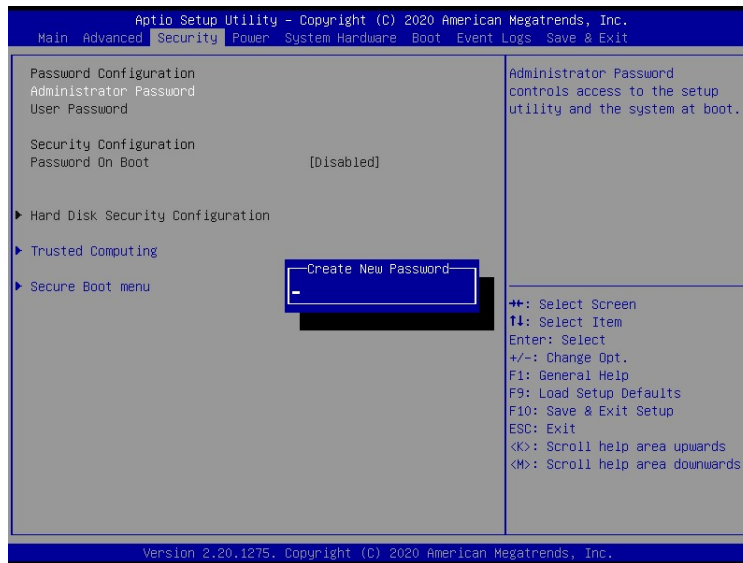 Aptio Setup Utility – Copyright (C) 2020 American Megatrends, Inc.
Main Advanced Security Power System Hardware Boot Event Logs Save & Exit
Password Configuration
Administrator Password
User Password
Security Configuration
Password On Boot [Disabled]
Hard Disk Security Configuration
Trusted Computing
Secure Boot menu
Create New Password
Administrator Password
controls access to the setup
utility and the system at boot.
→←: Select Screen
↑↓: Select Item
Enter: Select
+/-: Change Opt.
F1: General Help
F9: Load Setup Defaults
F10: Save & Exit Setup
ESC: Exit
<K>: Scroll help area upwards
<M>: Scroll help area downwards
Version 2.20.1275. Copyright (C) 2020 American Megatrends, Inc.